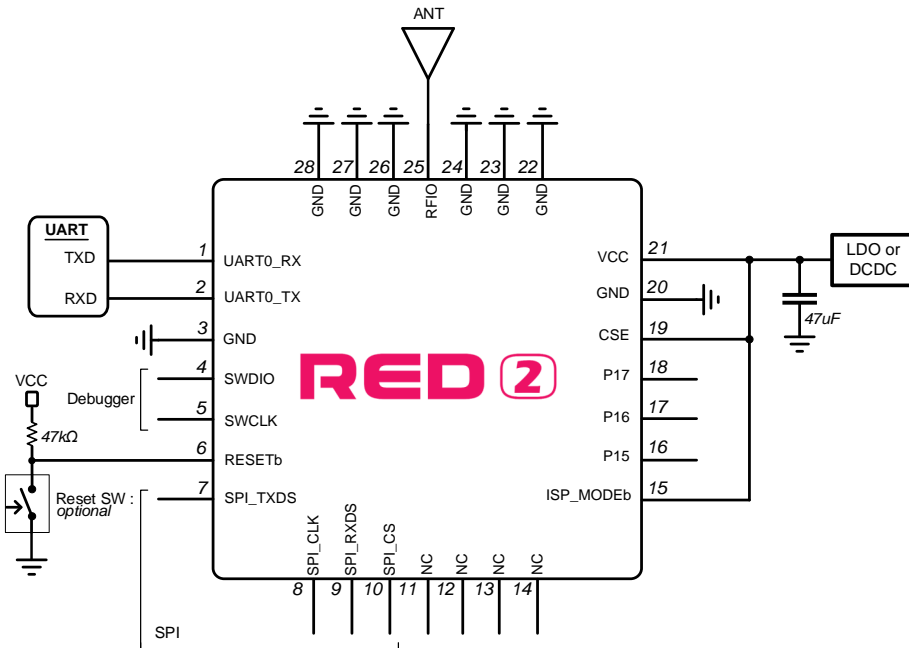 ANT
28 27 26 25 24 23 22
GND GND GND RFIO GND GND GND
UART
TXD
RXD
1 UART0_RX
2 UART0_TX
3 GND
4 SWDIO
5 SWCLK
6 RESETb
7 SPI_TXDS
Debugger
VCC
47kΩ
Reset SW :
optional
SPI
RED 2
VCC 21
GND 20
CSE 19
P17 18
P16 17
P15 16
ISP_MODEb 15
LDO or
DCDC
47uF
SPI_CLK SPI_RXDS SPI_CS NC NC NC NC
8 9 10 11 12 13 14